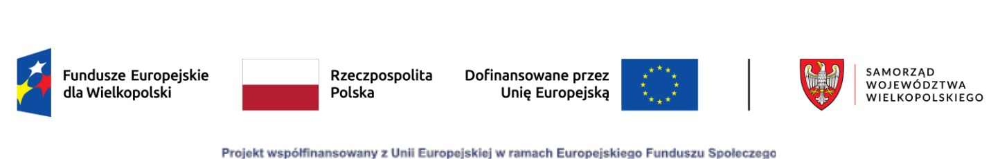 Fundusze Europejskie
dla Wielkopolski
Rzeczpospolita
Polska
Dofinansowane przez
Unię Europejską
SAMORZĄD
WOJEWÓDZTWA
WIELKOPOLSKIEGO
Projekt współfinansowany z Unii Europejskiej w ramach Europejskiego Funduszu Społeczego